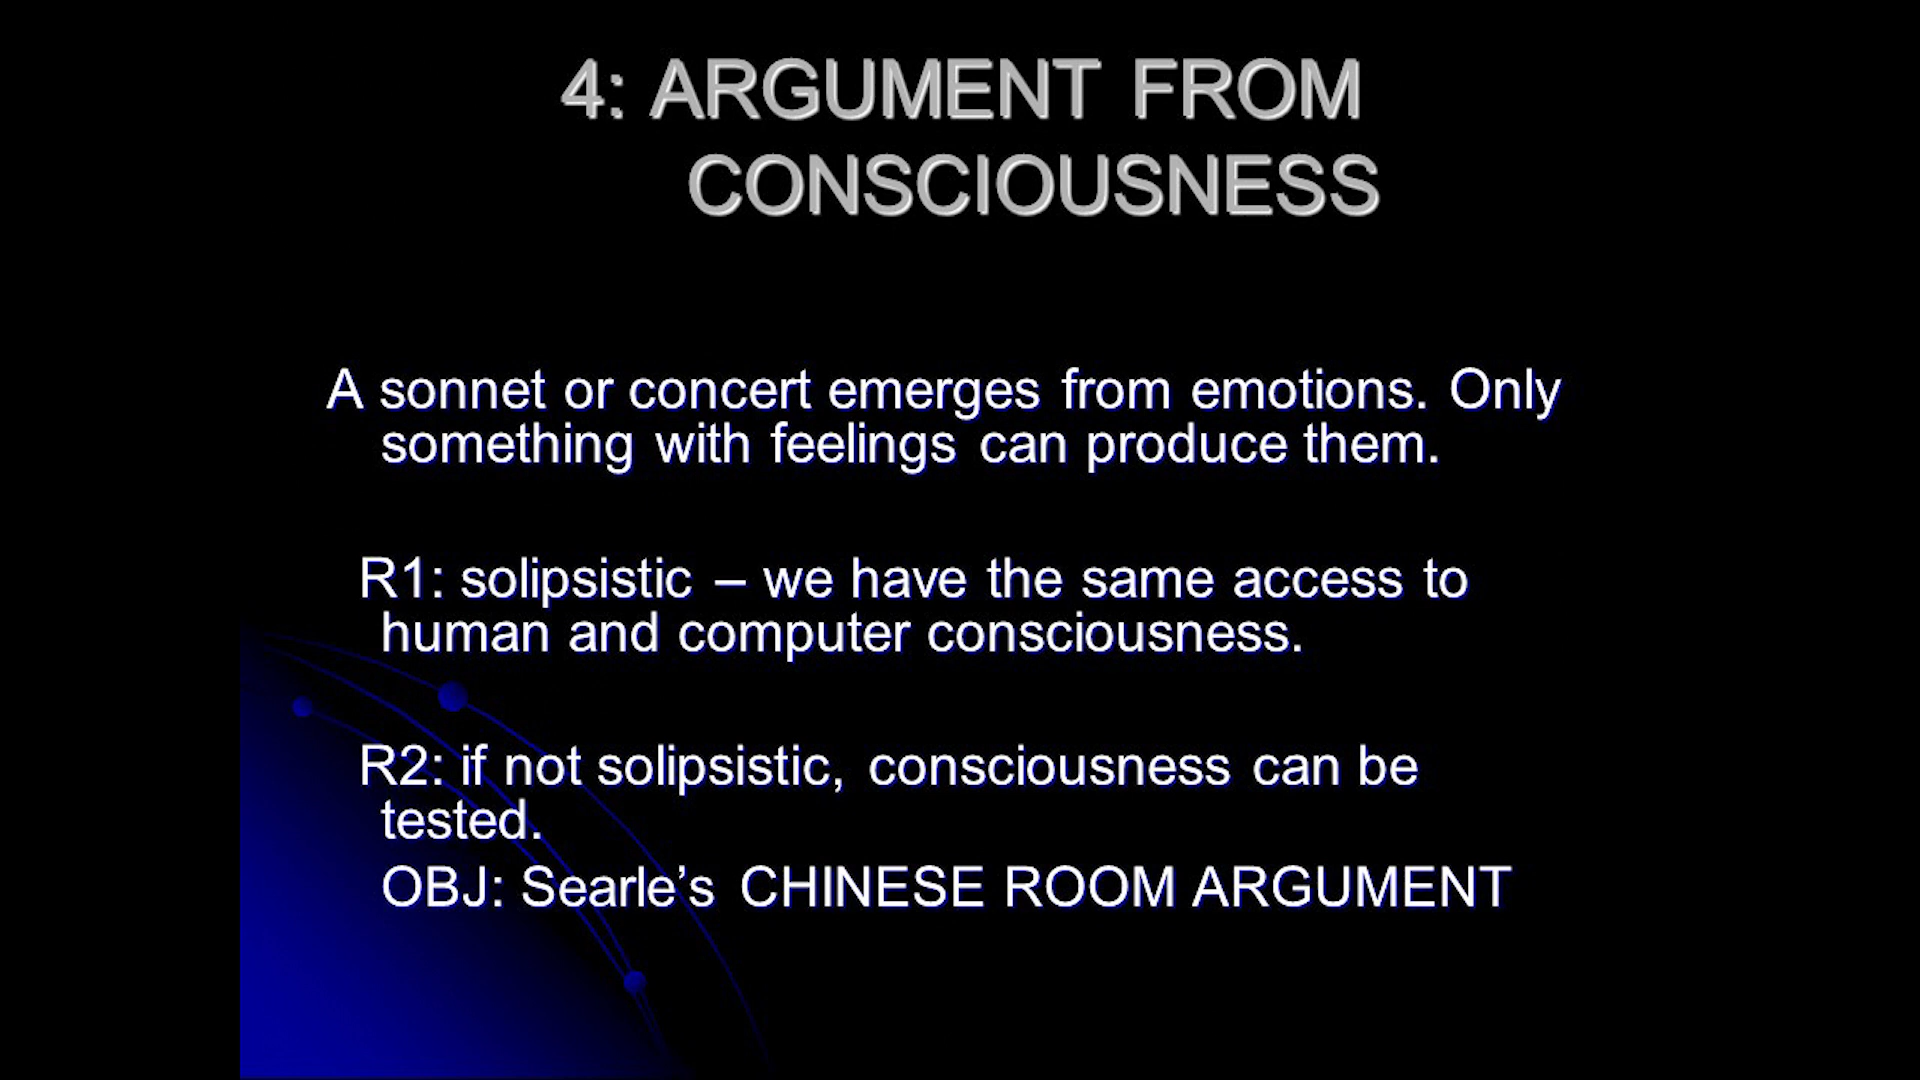 4: ARGUMENT FROM
CONSCIOUSNESS
A sonnet or concert emerges from emotions. Only
something with feelings can produce them.
R1: solipsistic – we have the same access to
human and computer consciousness.
R2: if not solipsistic, consciousness can be
tested.
OBJ: Searle’s CHINESE ROOM ARGUMENT